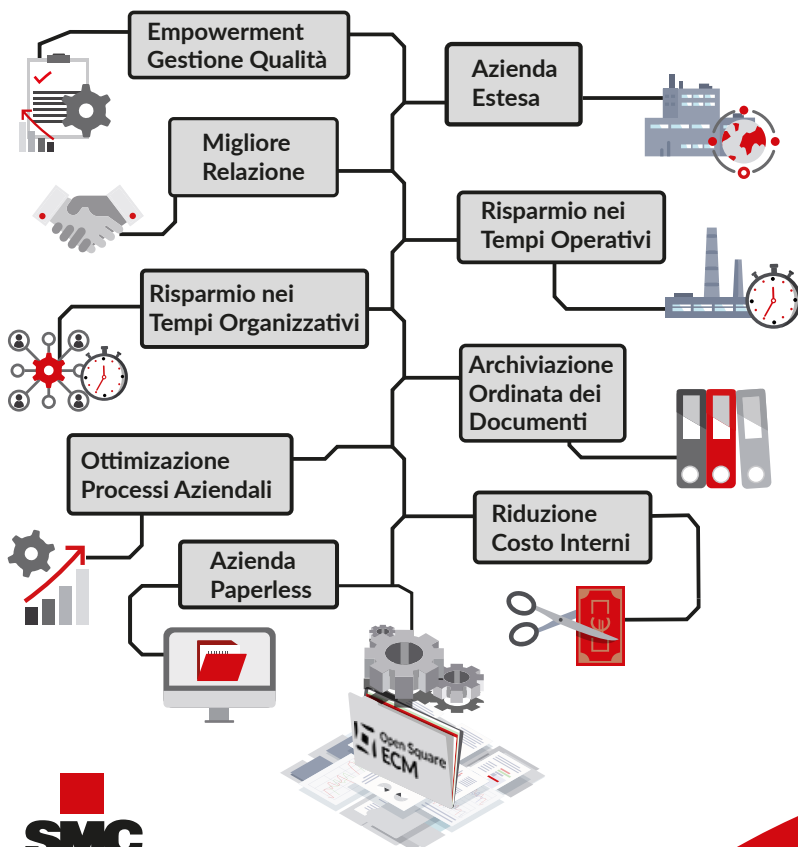 Empowerment
Gestione Qualità
Azienda
Estesa
Migliore
Relazione
Risparmio nei
Tempi Operativi
Risparmio nei
Tempi Organizzativi
Archiviazione
Ordinata dei
Documenti
Ottimizazione
Processi Aziendali
Riduzione
Costo Interni
Azienda
Paperless
Open Square
ECM
SMC